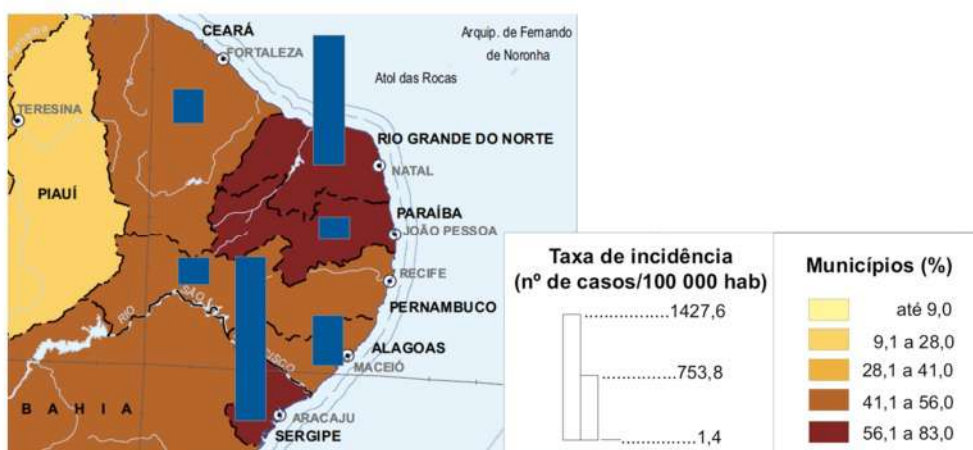 CEARÁ
FORTALEZA
Arquip. de Fernando
de Noronha
Atol das Rocas
TERESINA
RIO GRANDE DO NORTE
NATAL
PIAUÍ
PARAÍBA
JOÃO PESSOA
RECIFE
SÃO
RIO
PERNAMBUCO
ALAGOAS
MACEIÓ
BAHIA
ARACAJU
SERGIPE
Taxa de incidência
(nº de casos/100 000 hab)
1427,6
753,8
1,4
Municípios (%)
até 9,0
9,1 a 28,0
28,1 a 41,0
41,1 a 56,0
56,1 a 83,0